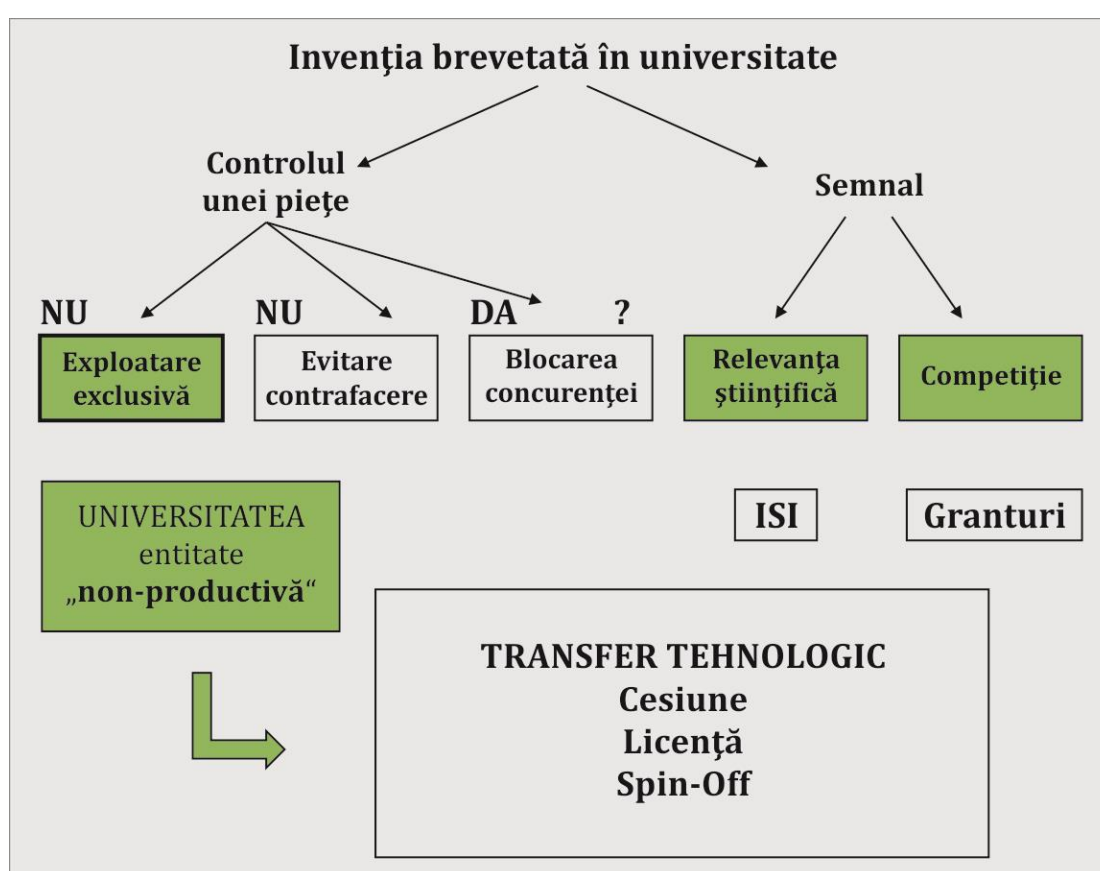 Invenţia brevetată în universitate
Controlul
unei pieţe
Semnal
NU
NU
DA ?
Exploatare
exclusivă
Evitare
contrafacere
Blocarea
concurenţei
Relevanţa
ştiinţifică
Competiţie
UNIVERSITATEA
entitate
„non-productivă“
ISI
Granturi
TRANSFER TEHNOLOGIC
Cesiune
Licenţă
Spin-Off